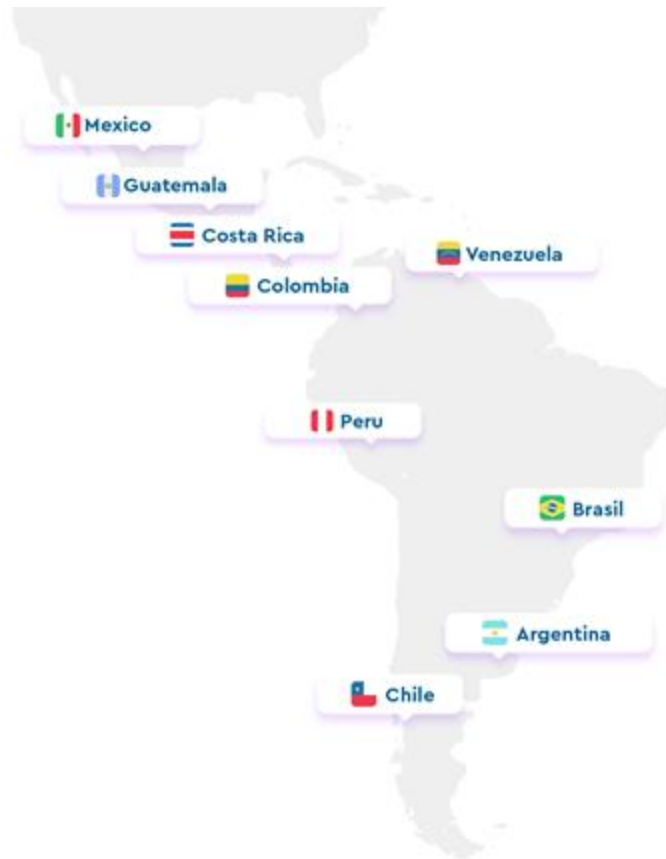 Mexico
Guatemala
Costa Rica
Venezuela
Colombia
Peru
Brasil
Argentina
Chile